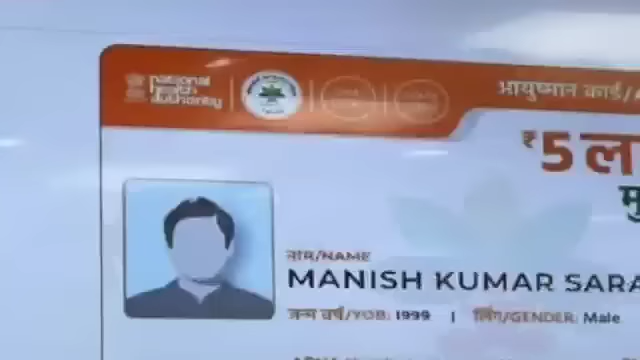 national
health
authority
आयुष्मान कार्ड/
₹5 ल
मु
नाम/NAME
MANISH KUMAR SARA
जन्म वर्ष/YOB: 1999 | लिंग/GENDER: Male